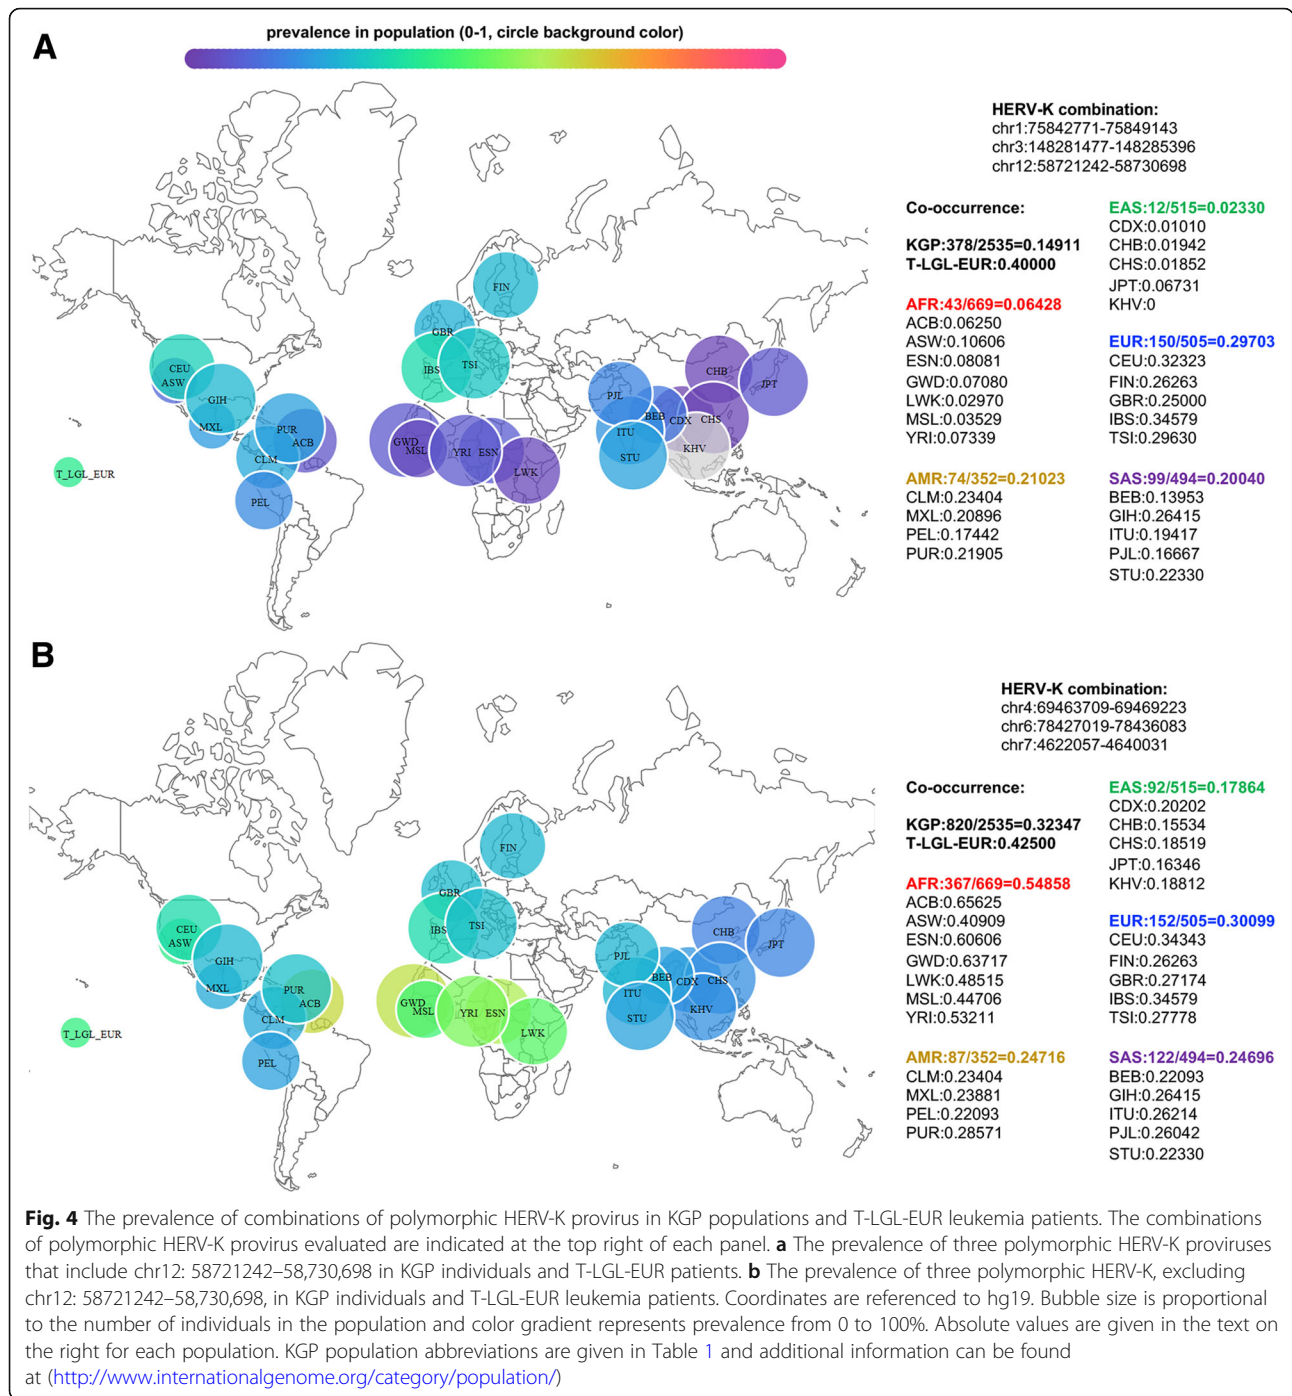 A
prevalence in population (0-1, circle background color)
HERV-K combination:
chr1:75842771-75849143
chr3:148281477-148285396
chr12:58721242-58730698
Co-occurrence:
KGP:378/2535=0.14911
T-LGL-EUR:0.40000
AFR:43/669=0.06428
ACB:0.06250
ASW:0.10606
ESN:0.08081
GWD:0.07080
LWK:0.02970
MSL:0.03529
YRI:0.07339
AMR:74/352=0.21023
CLM:0.23404
MXL:0.20896
PEL:0.17442
PUR:0.21905
EAS:12/515=0.02330
CDX:0.01010
CHB:0.01942
CHS:0.01852
JPT:0.06731
KHV:0
EUR:150/505=0.29703
CEU:0.32323
FIN:0.26263
GBR:0.25000
IBS:0.34579
TSI:0.29630
SAS:99/494=0.20040
BEB:0.13953
GIH:0.26415
ITU:0.19417
PJL:0.16667
STU:0.22330
FIN
GBR
IBS
TSI
CEU
ASW
GIH
MXL
PUR
ACB
CLM
PEL
T_LGL_EUR
GWD
MSL
YRI
ESN
LWK
PJL
BEB
ITU
STU
CDX
CHB
CHS
JPT
KHV
B
HERV-K combination:
chr4:69463709-69469223
chr6:78427019-78436083
chr7:4622057-4640031
Co-occurrence:
KGP:820/2535=0.32347
T-LGL-EUR:0.42500
AFR:367/669=0.54858
ACB:0.65625
ASW:0.40909
ESN:0.60606
GWD:0.63717
LWK:0.48515
MSL:0.44706
YRI:0.53211
AMR:87/352=0.24716
CLM:0.23404
MXL:0.23881
PEL:0.22093
PUR:0.28571
EAS:92/515=0.17864
CDX:0.20202
CHB:0.15534
CHS:0.18519
JPT:0.16346
KHV:0.18812
EUR:152/505=0.30099
CEU:0.34343
FIN:0.26263
GBR:0.27174
IBS:0.34579
TSI:0.27778
SAS:122/494=0.24696
BEB:0.22093
GIH:0.26415
ITU:0.26214
PJL:0.26042
STU:0.22330
FIN
GBR
IBS
TSI
CEU
ASW
GIH
MXL
PUR
ACB
CLM
PEL
T_LGL_EUR
GWD
MSL
YRI
ESN
LWK
PJL
BEB
ITU
STU
CDX
CHB
CHS
JPT
KHV
Fig. 4 The prevalence of combinations of polymorphic HERV-K provirus in KGP populations and T-LGL-EUR leukemia patients. The combinations
of polymorphic HERV-K provirus evaluated are indicated at the top right of each panel. a The prevalence of three polymorphic HERV-K proviruses
that include chr12: 58721242–58,730,698 in KGP individuals and T-LGL-EUR patients. b The prevalence of three polymorphic HERV-K, excluding
chr12: 58721242–58,730,698, in KGP individuals and T-LGL-EUR leukemia patients. Coordinates are referenced to hg19. Bubble size is proportional
to the number of individuals in the population and color gradient represents prevalence from 0 to 100%. Absolute values are given in the text on
the right for each population. KGP population abbreviations are given in Table 1 and additional information can be found
at (http://www.internationalgenome.org/category/population/)